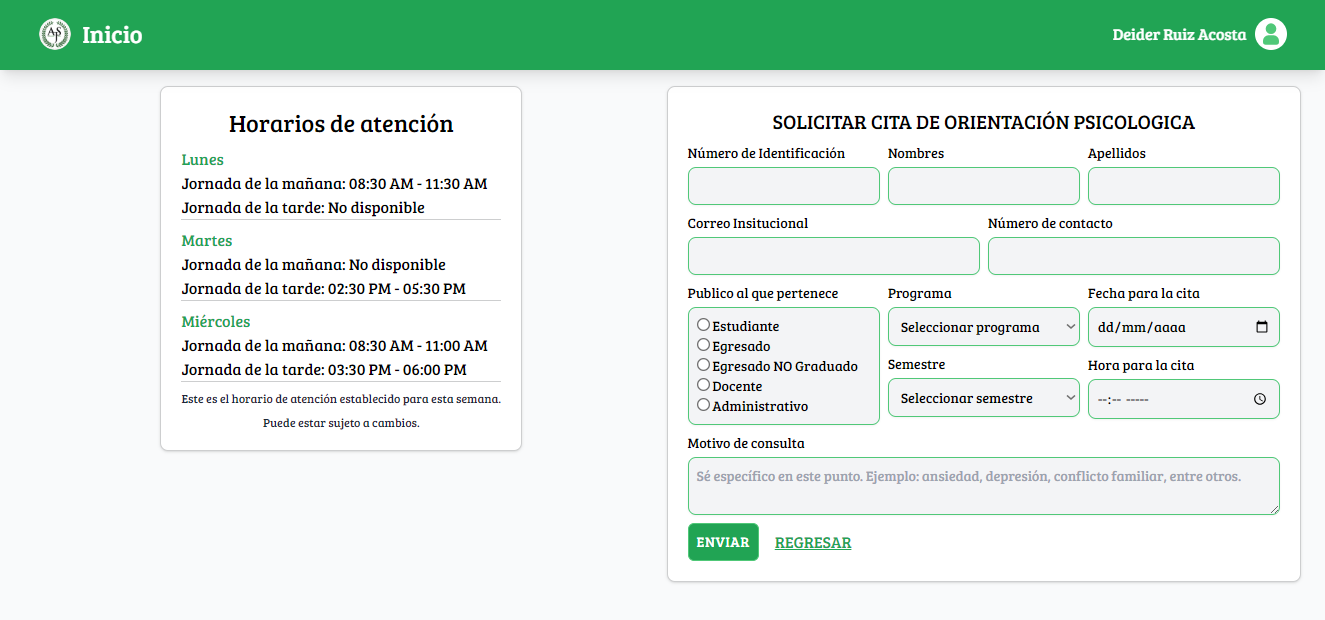 Inicio
Deider Ruiz Acosta
Horarios de atención
Lunes
Jornada de la mañana: 08:30 AM - 11:30 AM
Jornada de la tarde: No disponible
Martes
Jornada de la mañana: No disponible
Jornada de la tarde: 02:30 PM - 05:30 PM
Miércoles
Jornada de la mañana: 08:30 AM - 11:00 AM
Jornada de la tarde: 03:30 PM - 06:00 PM
Este es el horario de atención establecido para esta semana.
Puede estar sujeto a cambios.
SOLICITAR CITA DE ORIENTACIÓN PSICOLOGICA
Número de Identificación
Nombres
Apellidos
Correo Insitucional
Número de contacto
Publico al que pertenece
Estudiante
Egresado
Egresado NO Graduado
Docente
Administrativo
Programa
Seleccionar programa
Semestre
Seleccionar semestre
Fecha para la cita
dd/mm/aaaa
Hora para la cita
--:-- -----
Motivo de consulta
Sé específico en este punto. Ejemplo: ansiedad, depresión, conflicto familiar, entre otros.
ENVIAR
REGRESAR